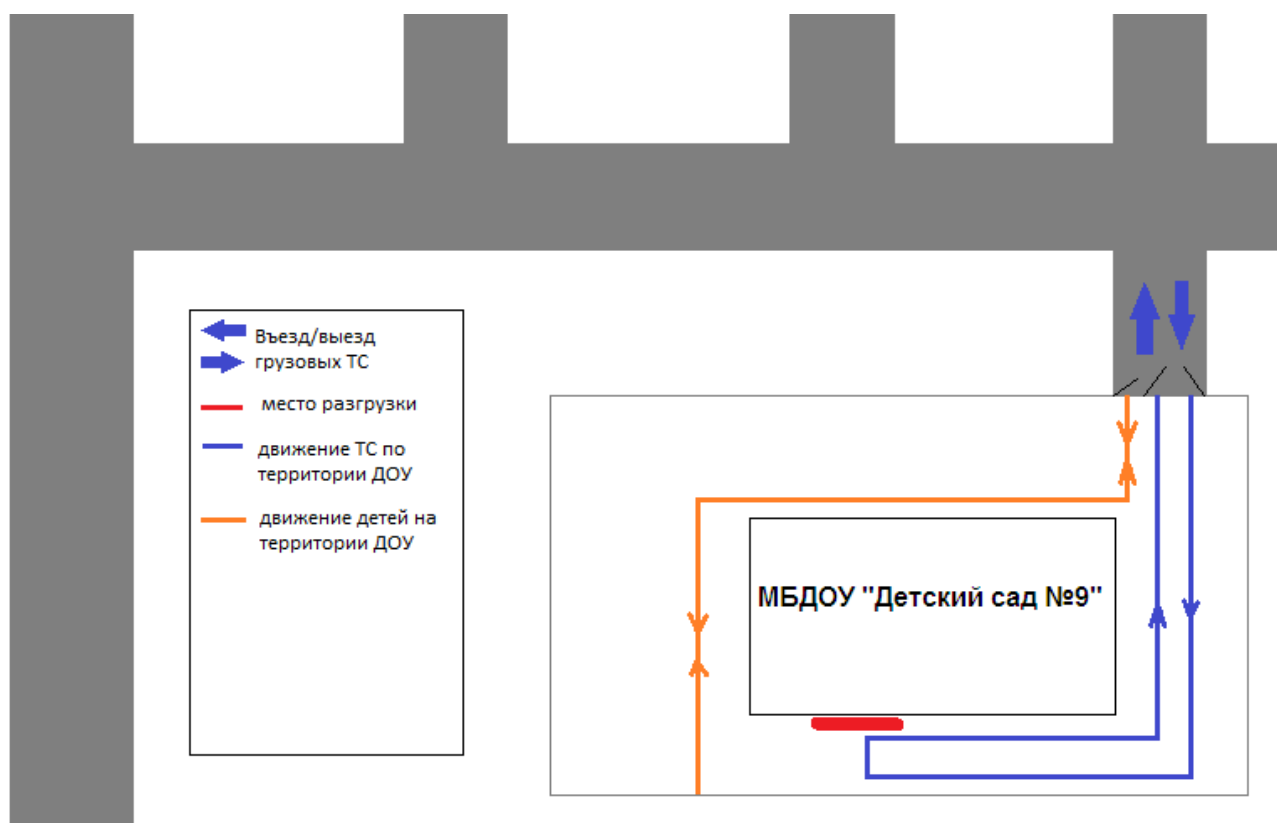 Въезд/выезд
грузовых ТС
место разгрузки
движение ТС по
территории ДОУ
движение детей на
территории ДОУ
МБДОУ "Детский сад №9"